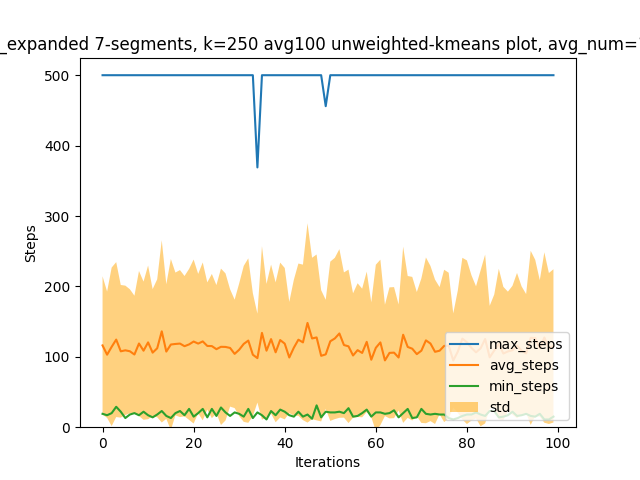 _expanded 7-segments, k=250 avg100 unweighted-kmeans plot, avg_num=
500
400
300
200
100
0
Steps
0 20 40 60 80 100
Iterations
max_steps
avg_steps
min_steps
std